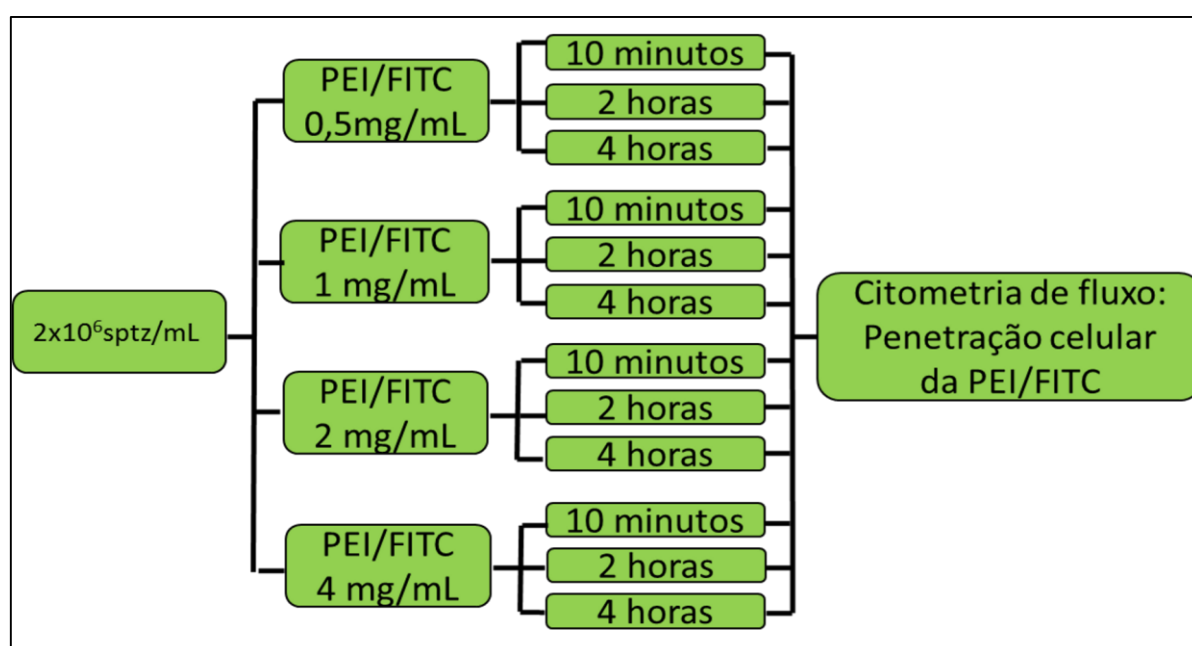 2x10⁶sptz/mL
PEI/FITC
0,5mg/mL
10 minutos
2 horas
4 horas
PEI/FITC
1 mg/mL
10 minutos
2 horas
4 horas
PEI/FITC
2 mg/mL
10 minutos
2 horas
4 horas
PEI/FITC
4 mg/mL
10 minutos
2 horas
4 horas
Citometria de fluxo:
Penetração celular
da PEI/FITC